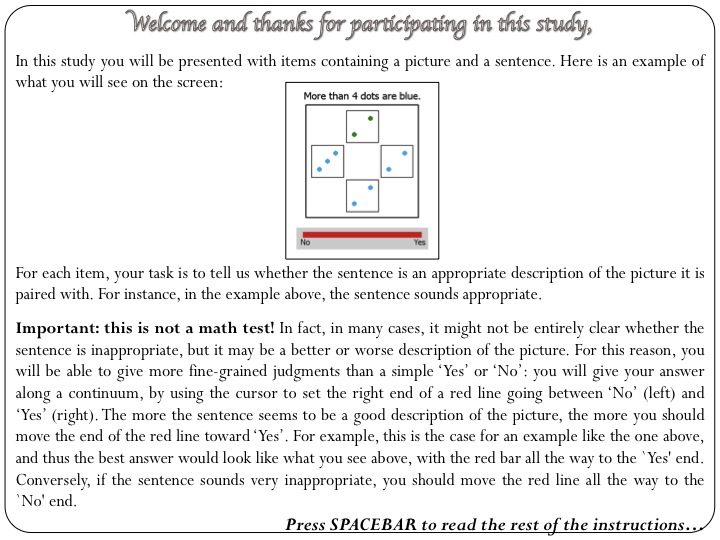 Welcome and thanks for participating in this study,
In this study you will be presented with items containing a picture and a sentence. Here is an example of
what you will see on the screen:
More than 4 dots are blue.
No Yes
For each item, your task is to tell us whether the sentence is an appropriate description of the picture it is
paired with. For instance, in the example above, the sentence sounds appropriate.
Important: this is not a math test! In fact, in many cases, it might not be entirely clear whether the
sentence is inappropriate, but it may be a better or worse description of the picture. For this reason, you
will be able to give more fine-grained judgments than a simple ‘Yes’ or ‘No’: you will give your answer
along a continuum, by using the cursor to set the right end of a red line going between ‘No’ (left) and
‘Yes’ (right). The more the sentence seems to be a good description of the picture, the more you should
move the end of the red line toward ‘Yes’. For example, this is the case for an example like the one above,
and thus the best answer would look like what you see above, with the red bar all the way to the `Yes' end.
Conversely, if the sentence sounds very inappropriate, you should move the red line all the way to the
`No' end.
Press SPACEBAR to read the rest of the instructions…